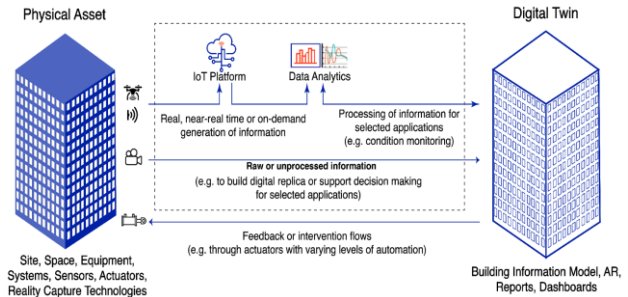 Physical Asset
Digital Twin
IoT Platform
Data Analytics
Real, near-real time or on-demand
generation of information
Processing of information for
selected applications
(e.g. condition monitoring)
Raw or unprocessed information
(e.g. to build digital replica or support decision making
for selected applications)
Feedback or intervention flows
(e.g. through actuators with varying levels of automation)
Site, Space, Equipment,
Systems, Sensors, Actuators,
Reality Capture Technologies
Building Information Model, AR,
Reports, Dashboards